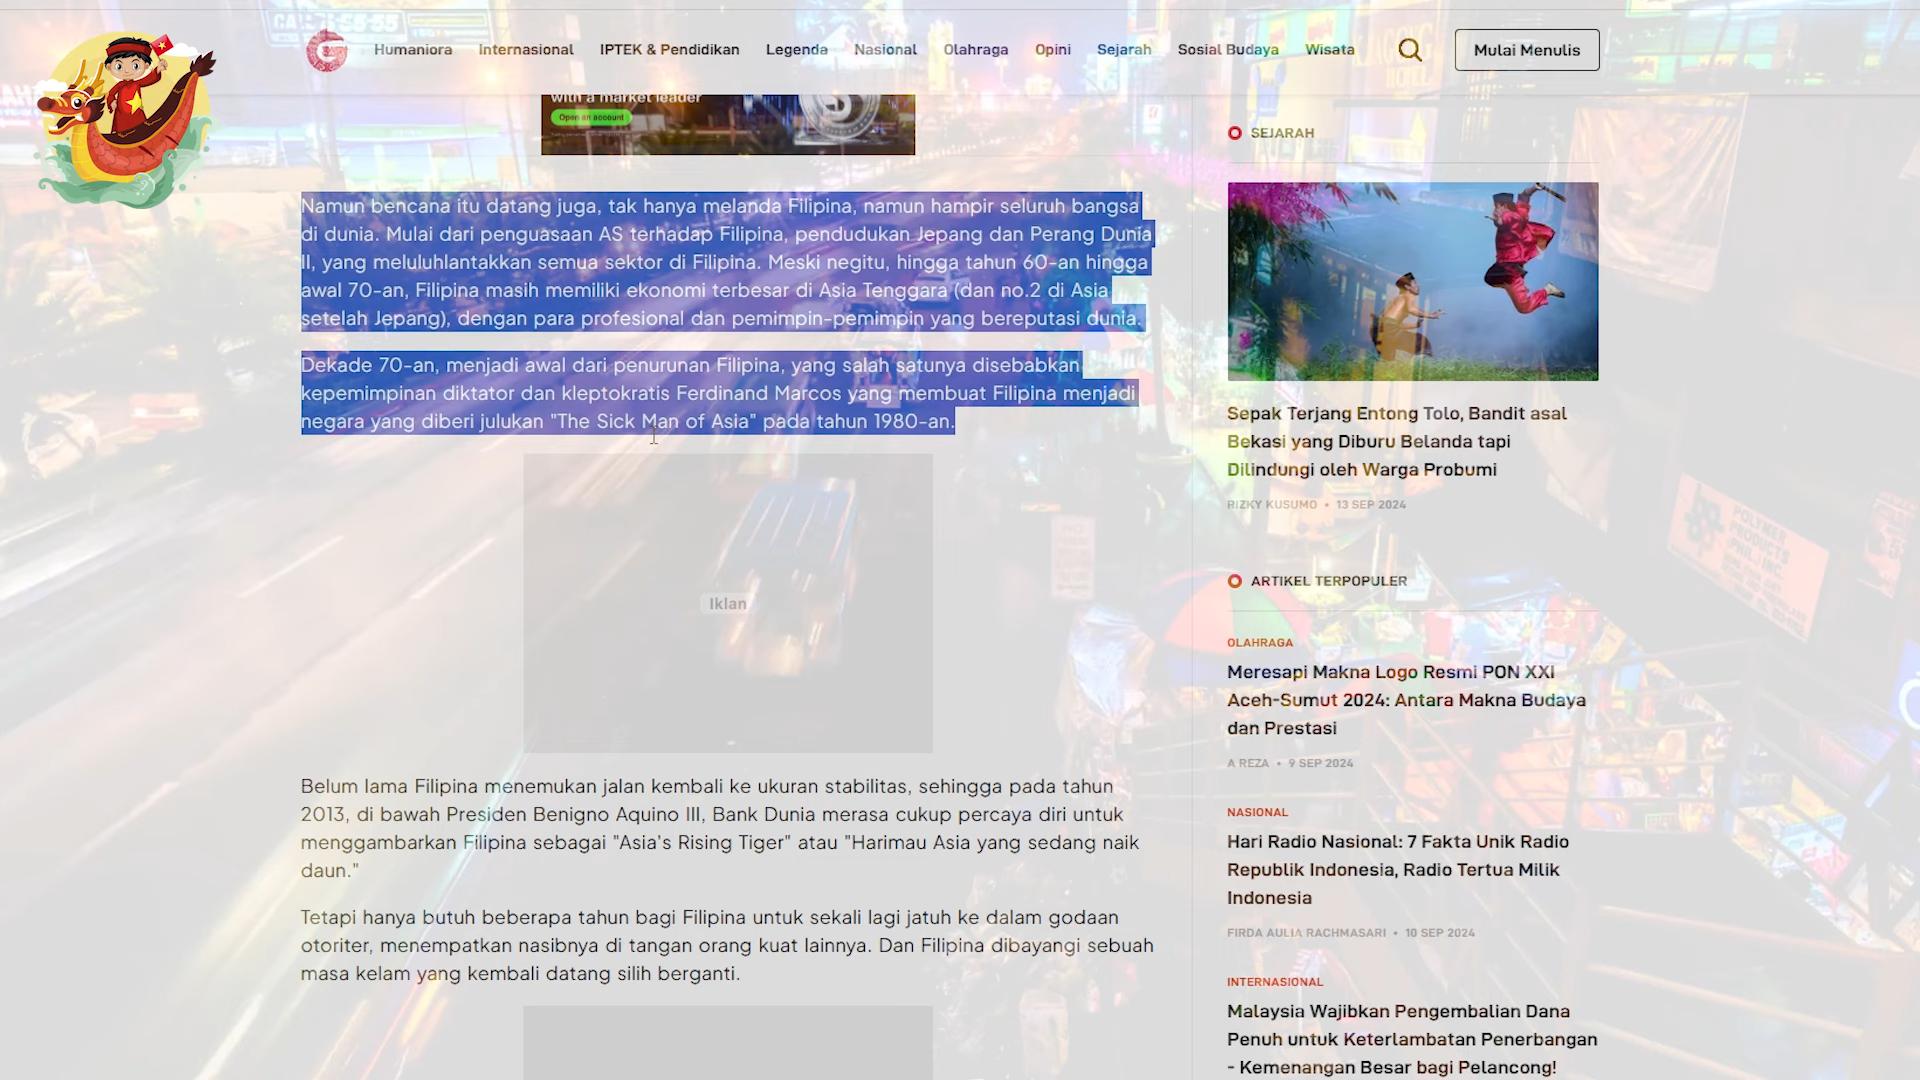 Humaniora Internasional IPTEK & Pendidikan Legenda Nasional Olahraga Opini Sejarah Sosial Budaya Wisata Mulai Menulis
with a market leader
Open an account
Namun bencana itu datang juga, tak hanya melanda Filipina, namun hampir seluruh bangsa
di dunia. Mulai dari penguasaan AS terhadap Filipina, pendudukan Jepang dan Perang Dunia
II, yang meluluhlantakkan semua sektor di Filipina. Meski negitu, hingga tahun 60-an hingga
awal 70-an, Filipina masih memiliki ekonomi terbesar di Asia Tenggara (dan no.2 di Asia
setelah Jepang), dengan para profesional dan pemimpin-pemimpin yang bereputasi dunia.
Dekade 70-an, menjadi awal dari penurunan Filipina, yang salah satunya disebabkan
kepemimpinan diktator dan kleptokratis Ferdinand Marcos yang membuat Filipina menjadi
negara yang diberi julukan "The Sick Man of Asia" pada tahun 1980-an.
Iklan
Belum lama Filipina menemukan jalan kembali ke ukuran stabilitas, sehingga pada tahun
2013, di bawah Presiden Benigno Aquino III, Bank Dunia merasa cukup percaya diri untuk
menggambarkan Filipina sebagai "Asia's Rising Tiger" atau "Harimau Asia yang sedang naik
daun."
Tetapi hanya butuh beberapa tahun bagi Filipina untuk sekali lagi jatuh ke dalam godaan
otoriter, menempatkan nasibnya di tangan orang kuat lainnya. Dan Filipina dibayangi sebuah
masa kelam yang kembali datang silih berganti.
SEJARAH
Sepak Terjang Entong Tolo, Bandit asal
Bekasi yang Diburu Belanda tapi
Dilindungi oleh Warga Probumi
RIZKY KUSUMO • 13 SEP 2024
ARTIKEL TERPOPULER
OLAHRAGA
Meresapi Makna Logo Resmi PON XXI
Aceh-Sumut 2024: Antara Makna Budaya
dan Prestasi
A REZA • 9 SEP 2024
NASIONAL
Hari Radio Nasional: 7 Fakta Unik Radio
Republik Indonesia, Radio Tertua Milik
Indonesia
FIRDA AULIA RACHMASARI • 10 SEP 2024
INTERNASIONAL
Malaysia Wajibkan Pengembalian Dana
Penuh untuk Keterlambatan Penerbangan
- Kemenangan Besar bagi Pelancong!
POLYMER
PRODUCTS
PHIL. INC.